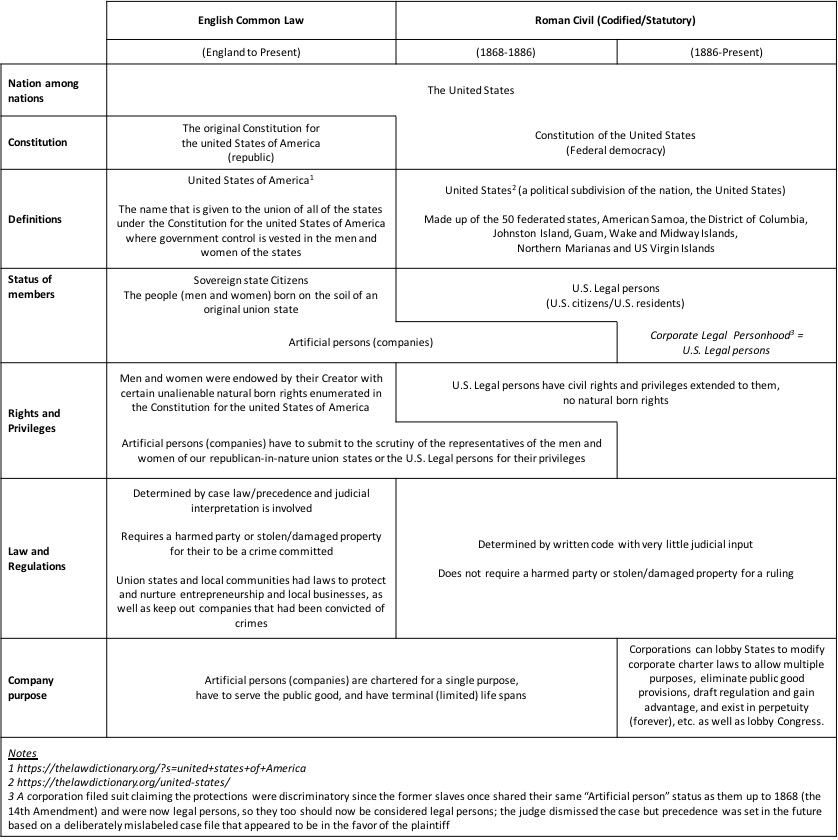 English Common Law
Roman Civil (Codified/Statutory)
(England to Present)
(1868-1886)
(1886-Present)
Nation among
nations
The United States
Constitution
The original Constitution for
the united States of America
(republic)
Constitution of the United States
(Federal democracy)
Definitions
United States of America1
The name that is given to the union of all of the states
under the Constitution for the united States of America
where government control is vested in the men and
women of the states
United States2 (a political subdivision of the nation, the United States)
Made up of the 50 federated states, American Samoa, the District of Columbia,
Johnston Island, Guam, Wake and Midway Islands,
Northern Marianas and US Virgin Islands
Status of
members
Sovereign state Citizens
The people (men and women) born on the soil of an
original union state
U.S. Legal persons
(U.S. citizens/U.S. residents)
Artificial persons (companies)
Corporate Legal Personhood3 =
U.S. Legal persons
Rights and
Privileges
Men and women were endowed by their Creator with
certain unalienable natural born rights enumerated in
the Constitution for the united States of America
U.S. Legal persons have civil rights and privileges extended to them,
no natural born rights
Artificial persons (companies) have to submit to the scrutiny of the representatives of the men and
women of our republican-in-nature union states or the U.S. Legal persons for their privileges
Law and
Regulations
Determined by case law/precedence and judicial
interpretation is involved
Requires a harmed party or stolen/damaged property
for their to be a crime committed
Union states and local communities had laws to protect
and nurture entrepreneurship and local businesses, as
well as keep out companies that had been convicted of
crimes
Determined by written code with very little judicial input
Does not require a harmed party or stolen/damaged property for a ruling
Company
purpose
Artificial persons (companies) are chartered for a single purpose,
have to serve the public good, and have terminal (limited) life spans
Corporations can lobby States to modify
corporate charter laws to allow multiple
purposes, eliminate public good
provisions, draft regulation and gain
advantage, and exist in perpetuity
(forever), etc. as well as lobby Congress.
Notes
1 https://thelawdictionary.org/?s=united+states+of+America
2 https://thelawdictionary.org/united-states/
3 A corporation filed suit claiming the protections were discriminatory since the former slaves once shared their same “Artificial person” status as them up to 1868 (the
14th Amendment) and were now legal persons, so they too should now be considered legal persons; the judge dismissed the case but precedence was set in the future
based on a deliberately mislabeled case file that appeared to be in the favor of the plaintiff